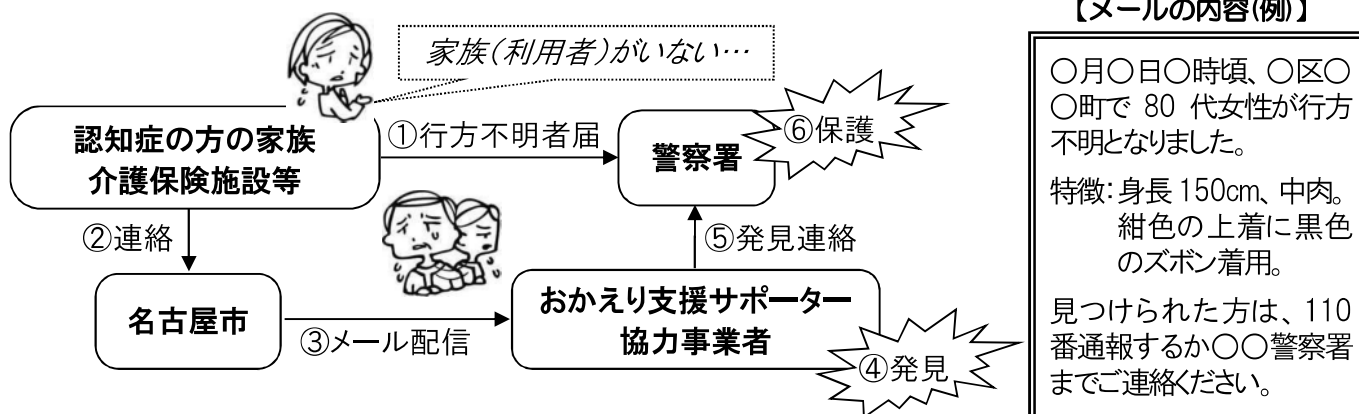 家族(利用者)がいない…
認知症の方の家族
介護保険施設等
①行方不明者届
警察署
⑥保護
②連絡
⑤発見連絡
名古屋市
③メール配信
おかえり支援サポーター
協力事業者
④発見
【メールの内容(例)】
○月○日○時頃、○区○
○町で 80 代女性が行方
不明となりました。
特徴:身長 150cm、中肉。
紺色の上着に黒色
のズボン着用。
見つけられた方は、110
番通報するか○○警察署
までご連絡ください。